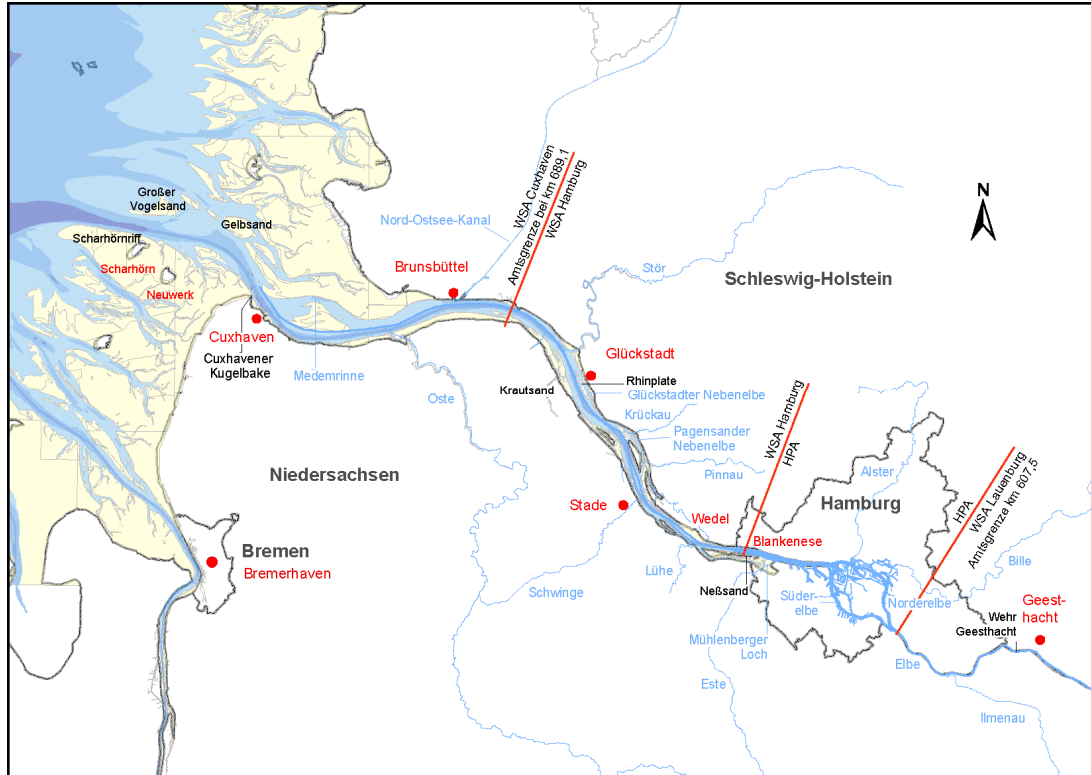 Großer
Vogelsand
Gelbsand
Scharhörnriff
Scharhörn
Neuwerk
Cuxhaven
Cuxhavener
Kugelbake
Medemrinne
Nord-Ostsee-Kanal
Brunsbüttel
WSA Cuxhaven
Amtsgrenze bei km 689,1
WSA Hamburg
N
Stör
Schleswig-Holstein
Glückstadt
Rhinplate
Krautsand
Glückstadter Nebenelbe
Krückau
Pagensander
Nebenelbe
Pinnau
Oste
Niedersachsen
Stade
Wedel
WSA Hamburg
HPA
Alster
Hamburg
HPA
WSA Lauenburg
Amtsgrenze km 607,5
Blankenese
Bremen
Bremerhaven
Schwinge
Lühe
Neßsand
Süder-
elbe
Norderelbe
Bille
Mühlenberger
Loch
Este
Elbe
Wehr
Geesthacht
Geest-
hacht
Ilmenau